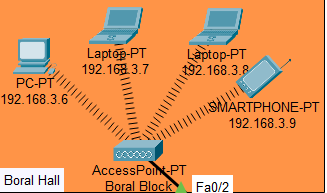 Laptop-PT
192.168.3.7
Laptop-PT
192.168.3.8
PC-PT
192.168.3.6
SMARTPHONE-PT
192.168.3.9
AccessPoint-PT
Boral Block
Boral Hall
Fa0/2